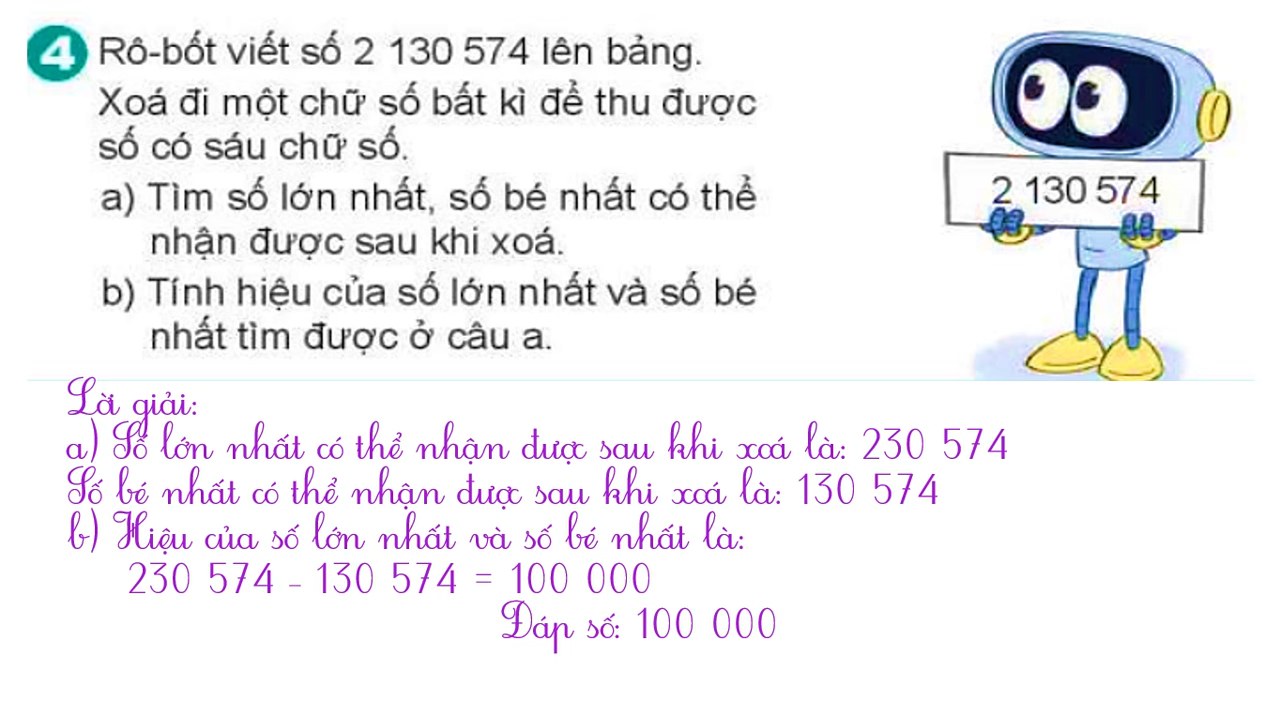 4 Rô-bốt viết số 2 130 574 lên bảng.
Xoá đi một chữ số bất kì để thu được
số có sáu chữ số.
a) Tìm số lớn nhất, số bé nhất có thể
nhận được sau khi xoá.
b) Tính hiệu của số lớn nhất và số bé
nhất tìm được ở câu a.
2 130 574
Lời giải:
a) Số lớn nhất có thể nhận được sau khi xoá là: 230 574
Số bé nhất có thể nhận được sau khi xoá là: 130 574
b) Hiệu của số lớn nhất và số bé nhất là:
230 574 - 130 574 = 100 000
Đáp số: 100 000